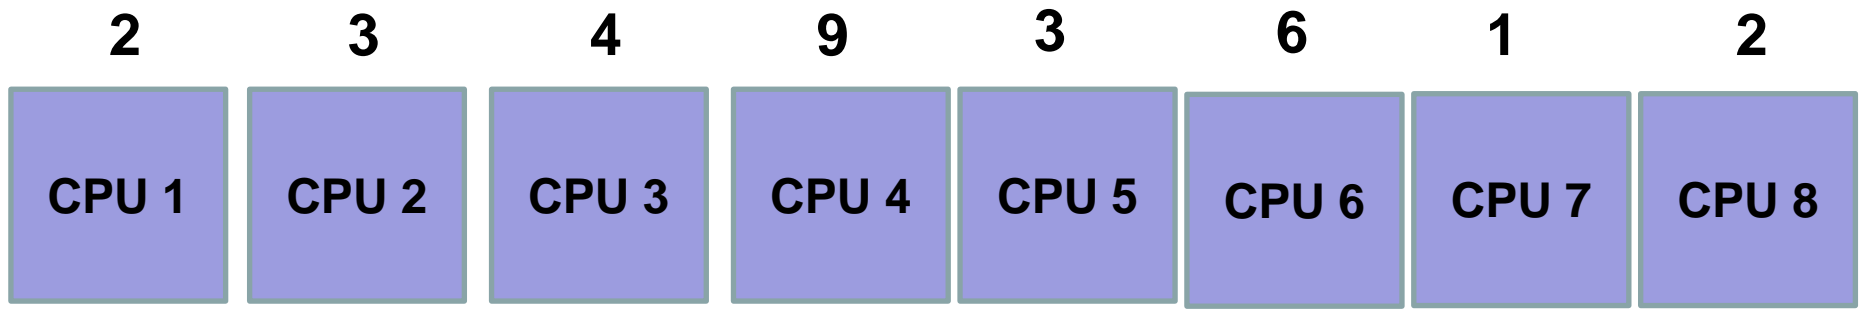 2 3 4 9 3 6 1 2
CPU 1 CPU 2 CPU 3 CPU 4 CPU 5 CPU 6 CPU 7 CPU 8